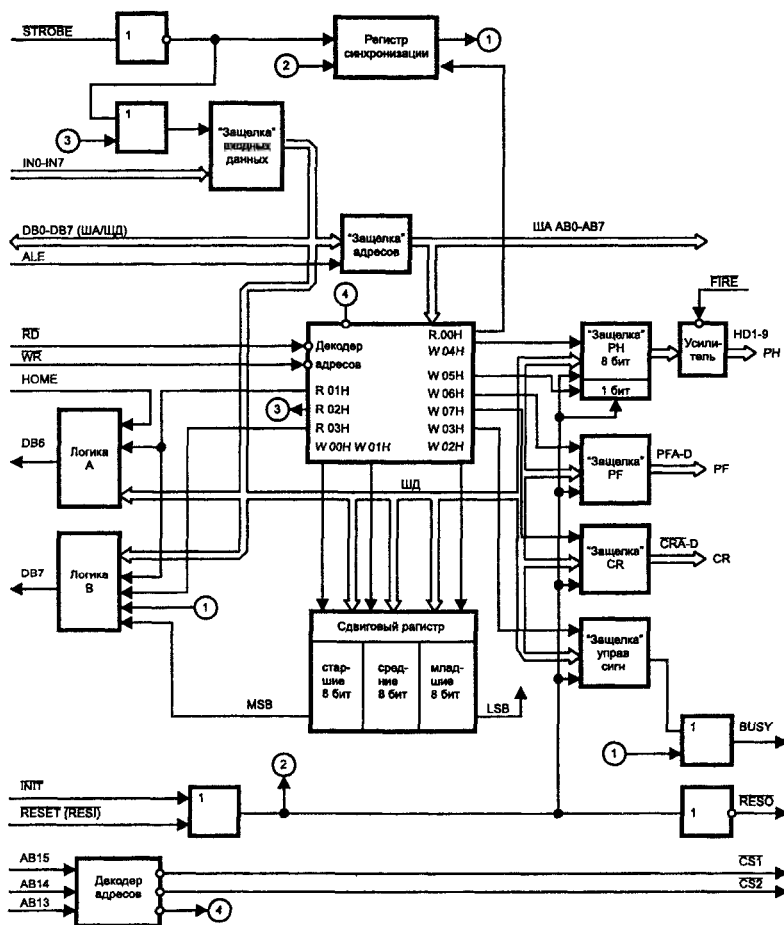 STROBE
1
Регистр
синхронизации
1
2
1
3
"Защелка"
входных
данных
IN0-IN7
DB0-DB7 (ША/ЩД)
ALE
"Защелка"
адресов
ША AB0-AB7
4
FIRE
RD
WR
HOME
Декодер
адресов
R 01H
R 02H
R 03H
W 00H W 01H
R.00H
W 04H
W 05H
W 06H
W 07H
W 03H
W 02H
3
"Защелка"
PH
8 бит
1 бит
Усили-
тель
HD1-9
PH
DB6
Логика
A
"Защелка"
PF
PFA-D
PF
ШД
DB7
Логика
B
1
"Защелка"
CR
CRA-D
CR
Сдвиговый рагистр
стар-
шие
8 бит
сред-
ние
8 бит
млад-
шие
8 бит
MSB
LSB
"Защелка"
управ
сигн
1
1
BUSY
INIT
RESET (RESI)
1
2
1
RESO
AB15
AB14
AB13
Декодер
адресов
4
CS1
CS2